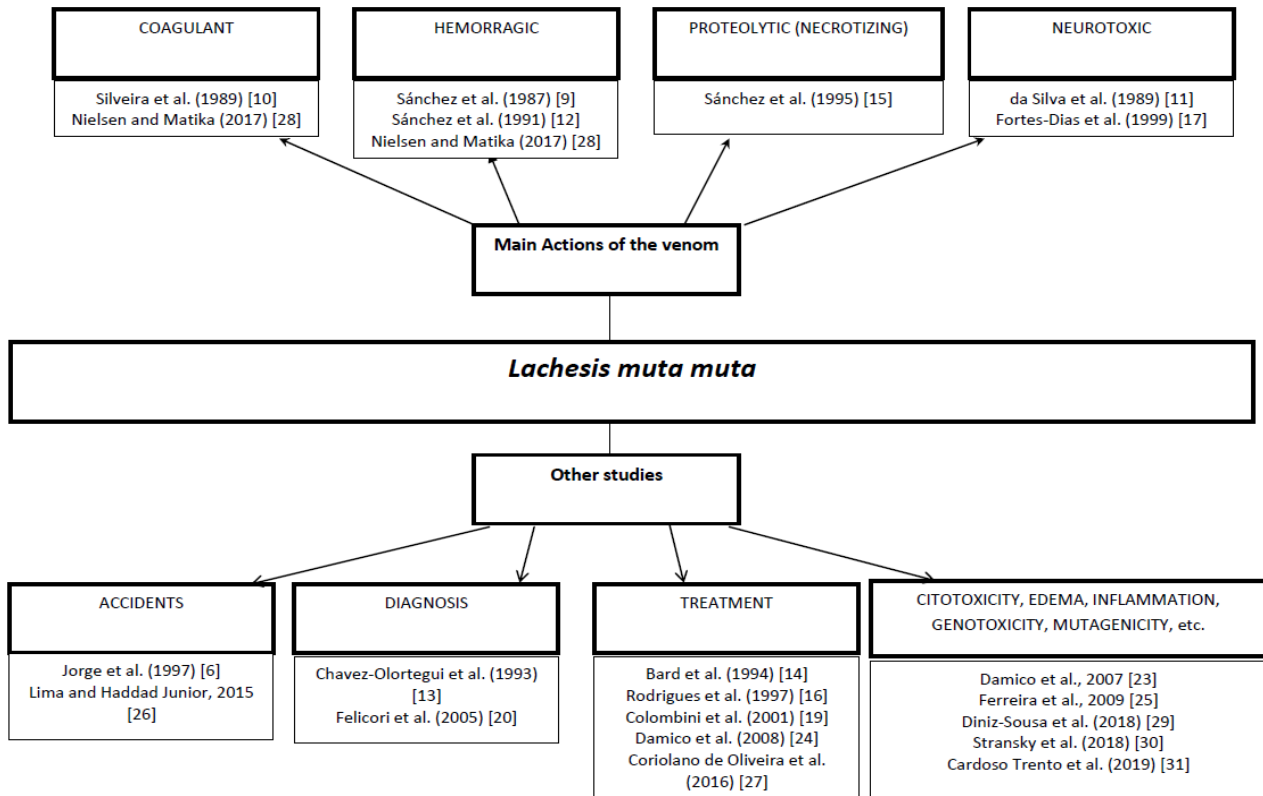 COAGULANT
Silveira et al. (1989) [10]
Nielsen and Matika (2017) [28]
HEMORRAGIC
Sánchez et al. (1987) [9]
Sánchez et al. (1991) [12]
Nielsen and Matika (2017) [28]
PROTEOLYTIC (NECROTIZING)
Sánchez et al. (1995) [15]
NEUROTOXIC
da Silva et al. (1989) [11]
Fortes-Dias et al. (1999) [17]
Main Actions of the venom
Lachesis muta muta
Other studies
ACCIDENTS
Jorge et al. (1997) [6]
Lima and Haddad Junior, 2015
[26]
DIAGNOSIS
Chavez-Olortegui et al. (1993)
[13]
Felicori et al. (2005) [20]
TREATMENT
Bard et al. (1994) [14]
Rodrigues et al. (1997) [16]
Colombini et al. (2001) [19]
Damico et al. (2008) [24]
Coriolano de Oliveira et al.
(2016) [27]
CITOTOXICITY, EDEMA, INFLAMMATION,
GENOTOXICITY, MUTAGENICITY, etc.
Damico et al., 2007 [23]
Ferreira et al., 2009 [25]
Diniz-Sousa et al. (2018) [29]
Stransky et al. (2018) [30]
Cardoso Trento et al. (2019) [31]